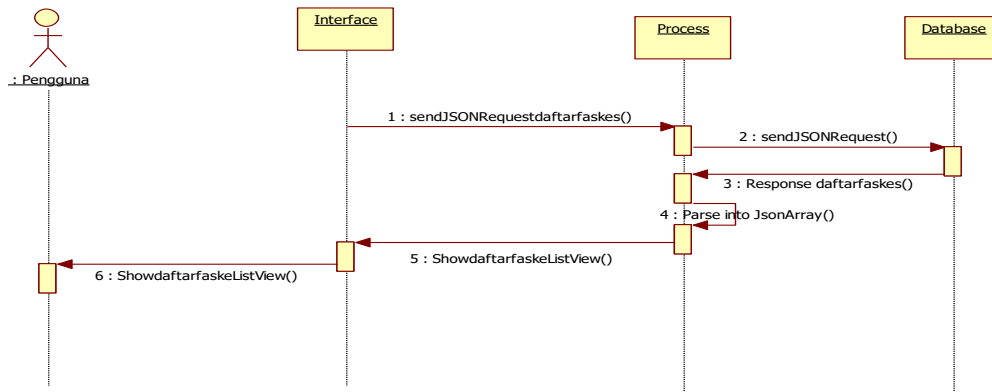 Interface
Process
Database
: Pengguna
1 : sendJSONRequestdaftarfaskes()
2 : sendJSONRequest()
3 : Response daftarfaskes()
4 : Parse into JsonArray()
5 : ShowdaftarfaskeListView()
6 : ShowdaftarfaskeListView()